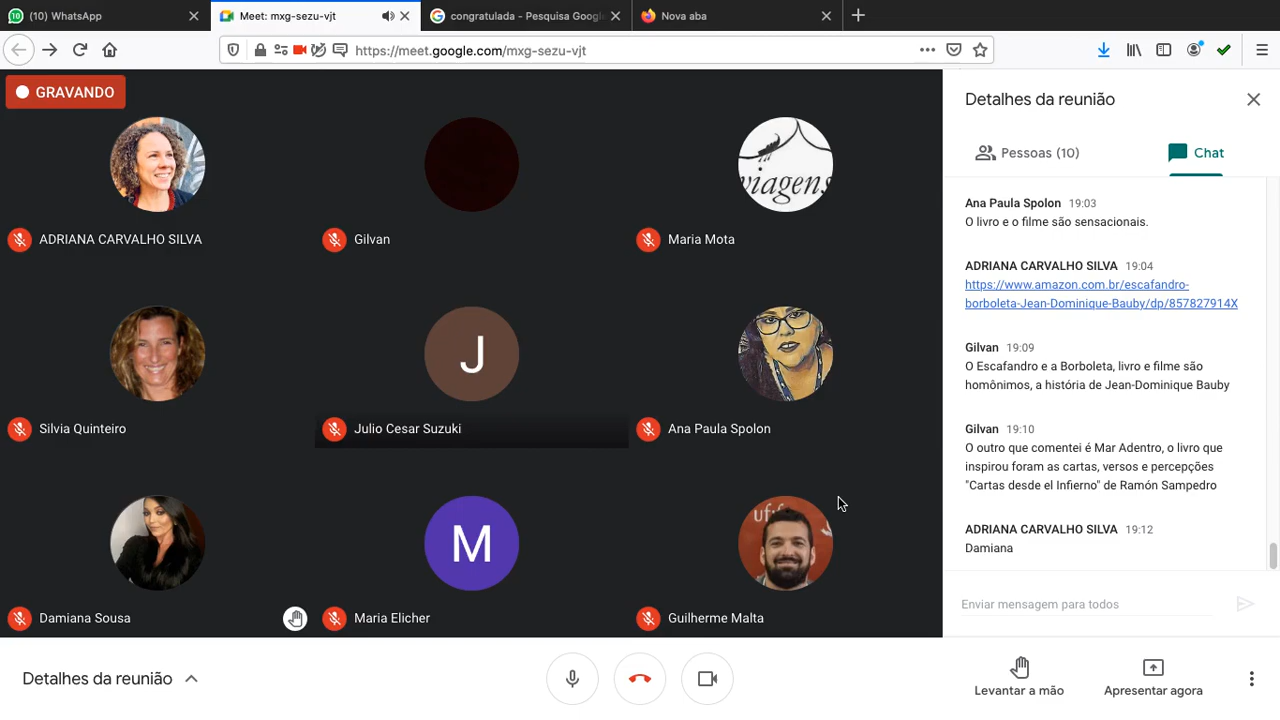 (10) WhatsApp
Meet: mxg-sezu-vjt
congratulada - Pesquisa Google
Nova aba
https://meet.google.com/mxg-sezu-vjt
GRAVANDO
ADRIANA CARVALHO SILVA
Gilvan
viagens
Maria Mota
Silvia Quinteiro
J
Julio Cesar Suzuki
Ana Paula Spolon
Damiana Sousa
M
Maria Elicher
Guilherme Malta
Detalhes da reunião
Pessoas (10)
Chat
Ana Paula Spolon 19:03
O livro e o filme são sensacionais.
ADRIANA CARVALHO SILVA 19:04
https://www.amazon.com.br/escafandro-
borboleta-Jean-Dominique-Bauby/dp/857827914X
Gilvan 19:09
O Escafandro e a Borboleta, livro e filme são
homônimos, a história de Jean-Dominique Bauby
Gilvan 19:10
O outro que comentei é Mar Adentro, o livro que
inspirou foram as cartas, versos e percepções
"Cartas desde el Infierno" de Ramón Sampedro
ADRIANA CARVALHO SILVA 19:12
Damiana
Enviar mensagem para todos
Detalhes da reunião
Levantar a mão
Apresentar agora